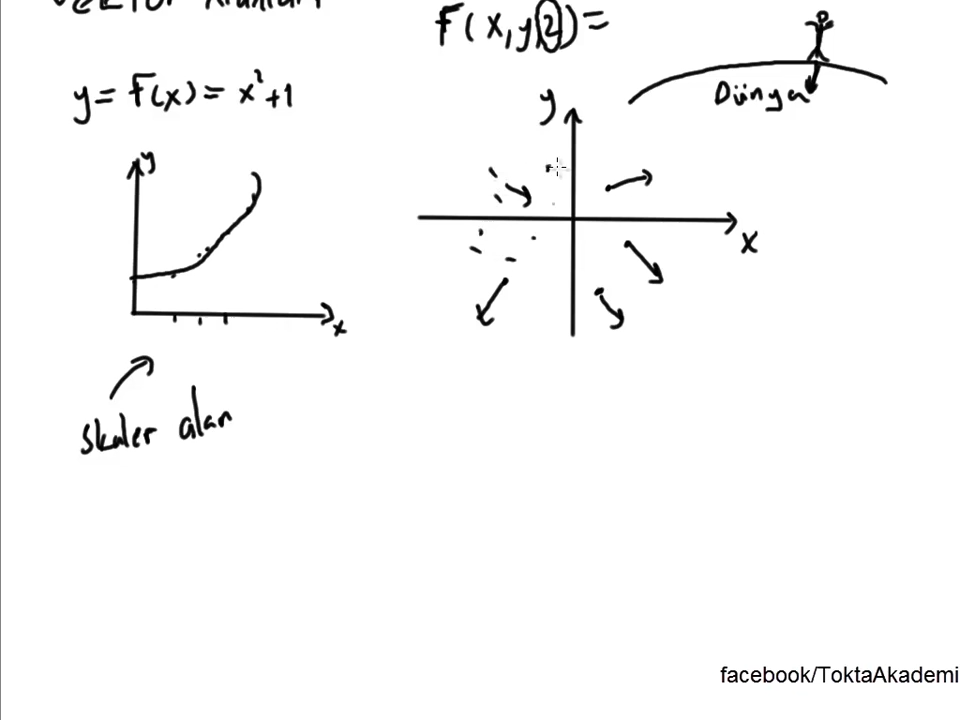 F(x,y,z)=
y= F(x) = x²+1
Dünya
y
y
x
x
skaler alan
facebook/ToktaAkademi